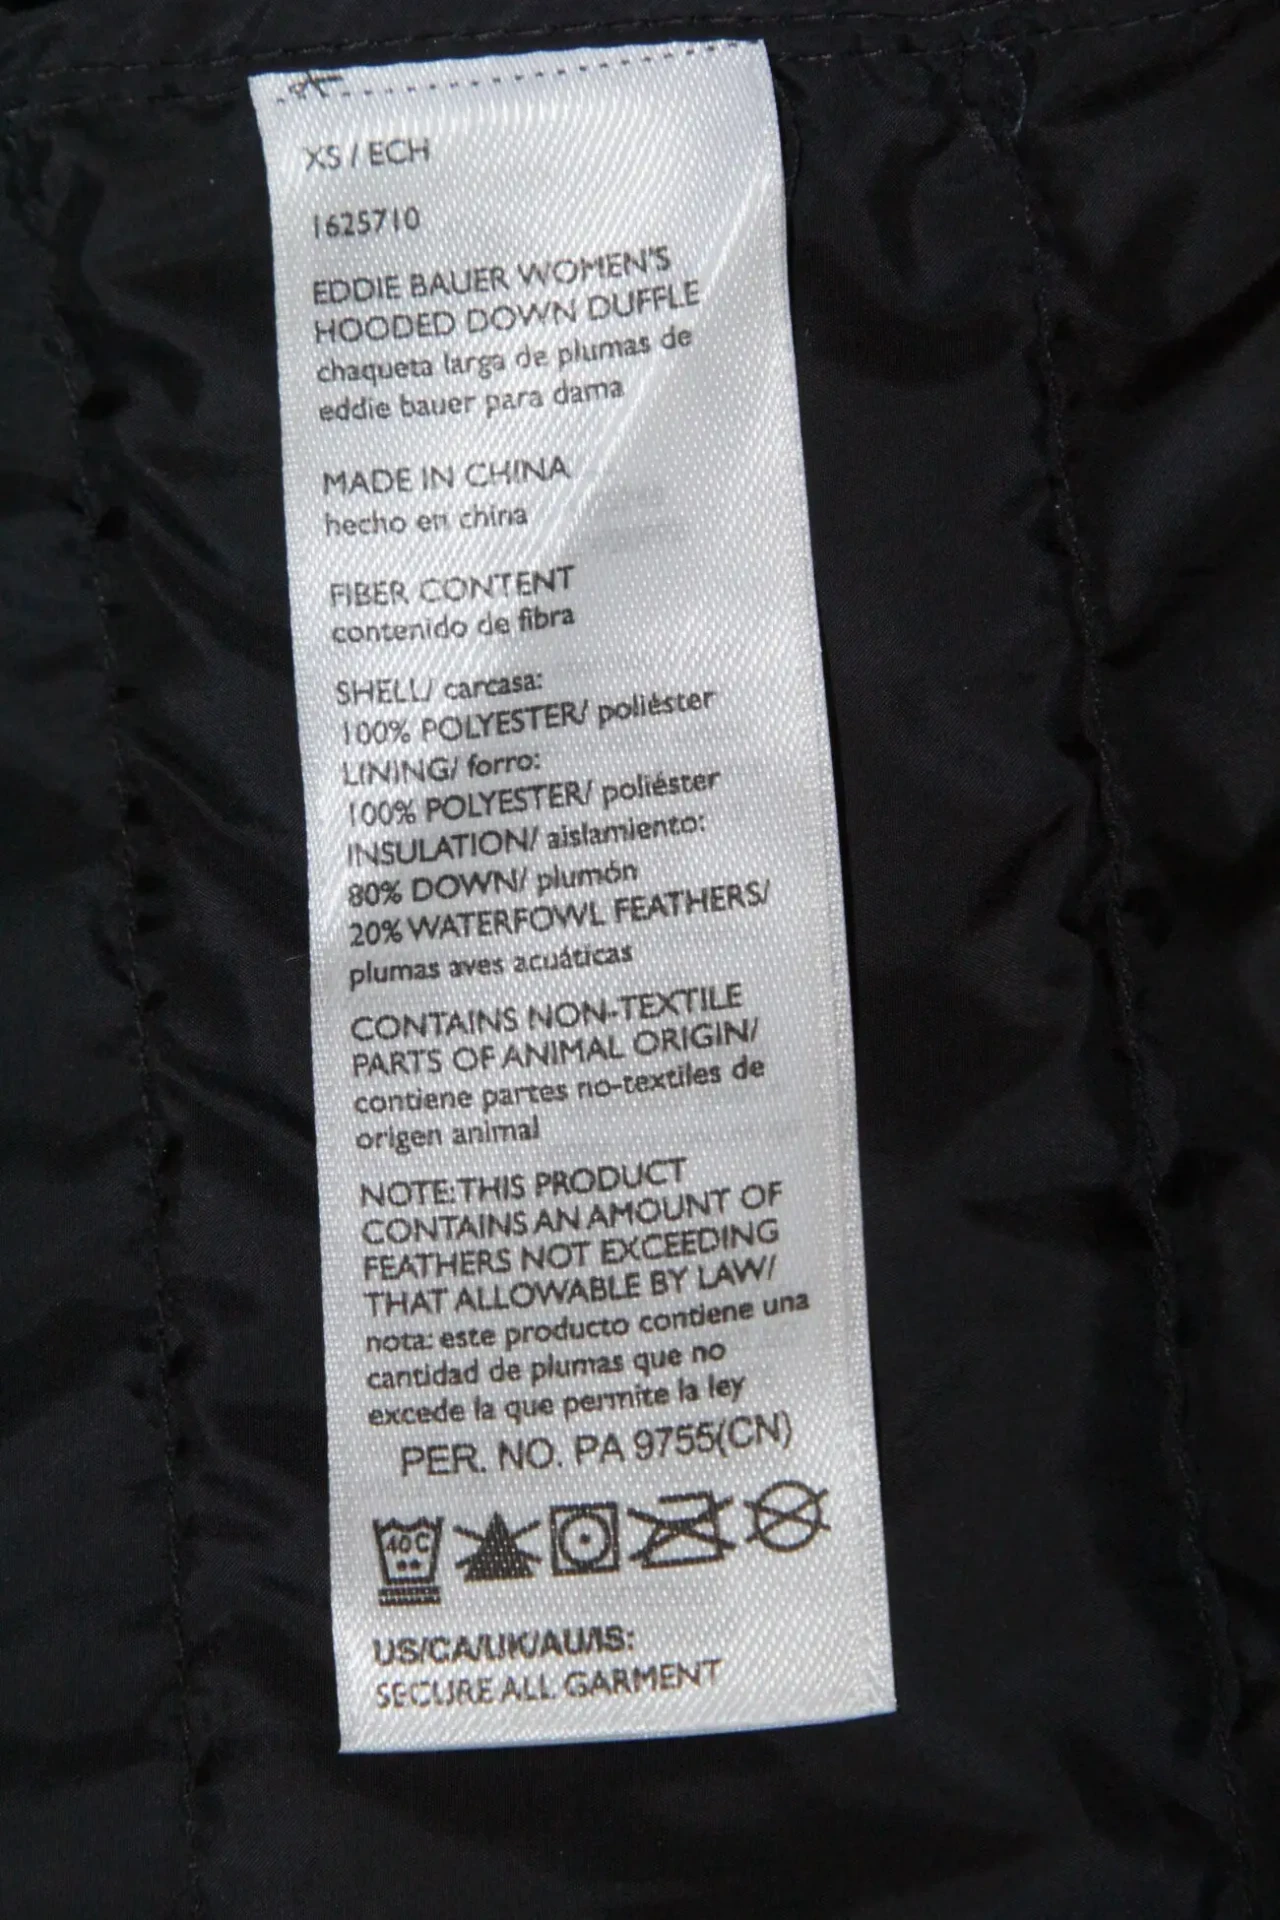 XS / ECH
1625710
EDDIE BAUER WOMEN'S
HOODED DOWN DUFFLE
chaqueta larga de plumas de
eddie bauer para dama
MADE IN CHINA
hecho en china
FIBER CONTENT
contenido de fibra
SHELL/ carcasa:
100% POLYESTER/ poliéster
LINING/ forro:
100% POLYESTER/ poliéster
INSULATION/ aislamiento:
80% DOWN/ plumón
20% WATERFOWL FEATHERS/
plumas aves acuáticas
CONTAINS NON-TEXTILE
PARTS OF ANIMAL ORIGIN/
contiene partes no-textiles de
origen animal
NOTE: THIS PRODUCT
CONTAINS AN AMOUNT OF
FEATHERS NOT EXCEEDING
THAT ALLOWABLE BY LAW/
nota: este producto contiene una
cantidad de plumas que no
excede la que permite la ley
PER. NO. PA 9755(CN)
40C
US/CA/UK/AU/IS:
SECURE ALL GARMENT